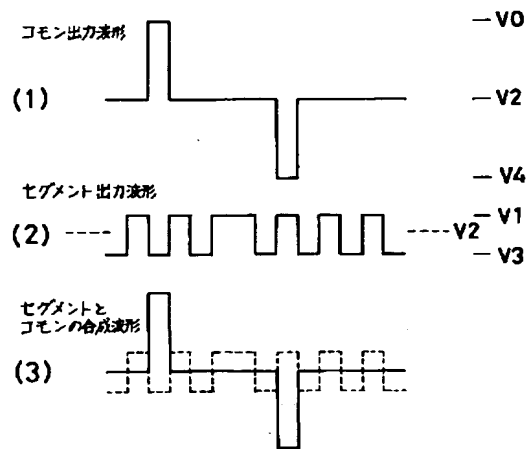 コモン出力波形
V0
(1)
V2
V4
セグメント出力波形
V1
(2)
V2
V3
セグメントと
コモンの合成波形
(3)